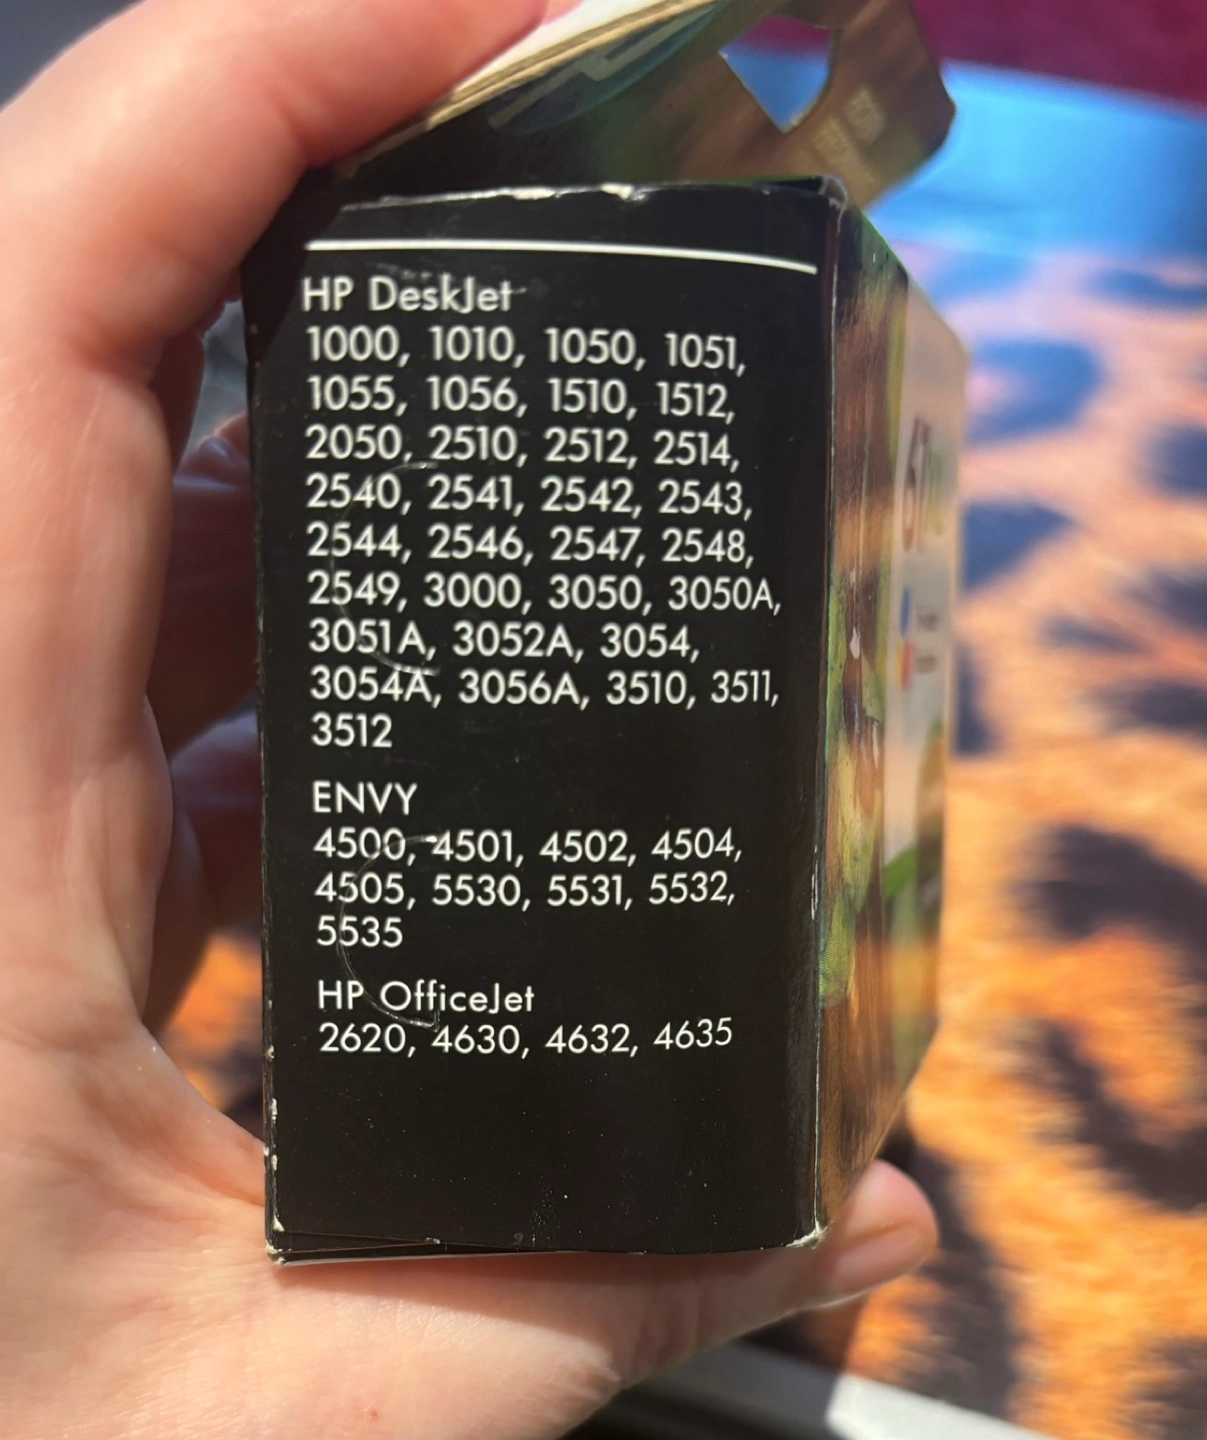 HP DeskJet
1000, 1010, 1050, 1051,
1055, 1056, 1510, 1512,
2050, 2510, 2512, 2514,
2540, 2541, 2542, 2543,
2544, 2546, 2547, 2548,
2549, 3000, 3050, 3050A,
3051A, 3052A, 3054,
3054A, 3056A, 3510, 3511,
3512
ENVY
4500, 4501, 4502, 4504,
4505, 5530, 5531, 5532,
5535
HP OfficeJet
2620, 4630, 4632, 4635